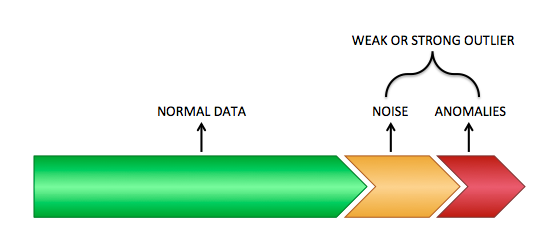 WEAK OR STRONG OUTLIER
NORMAL DATA
NOISE
ANOMALIES